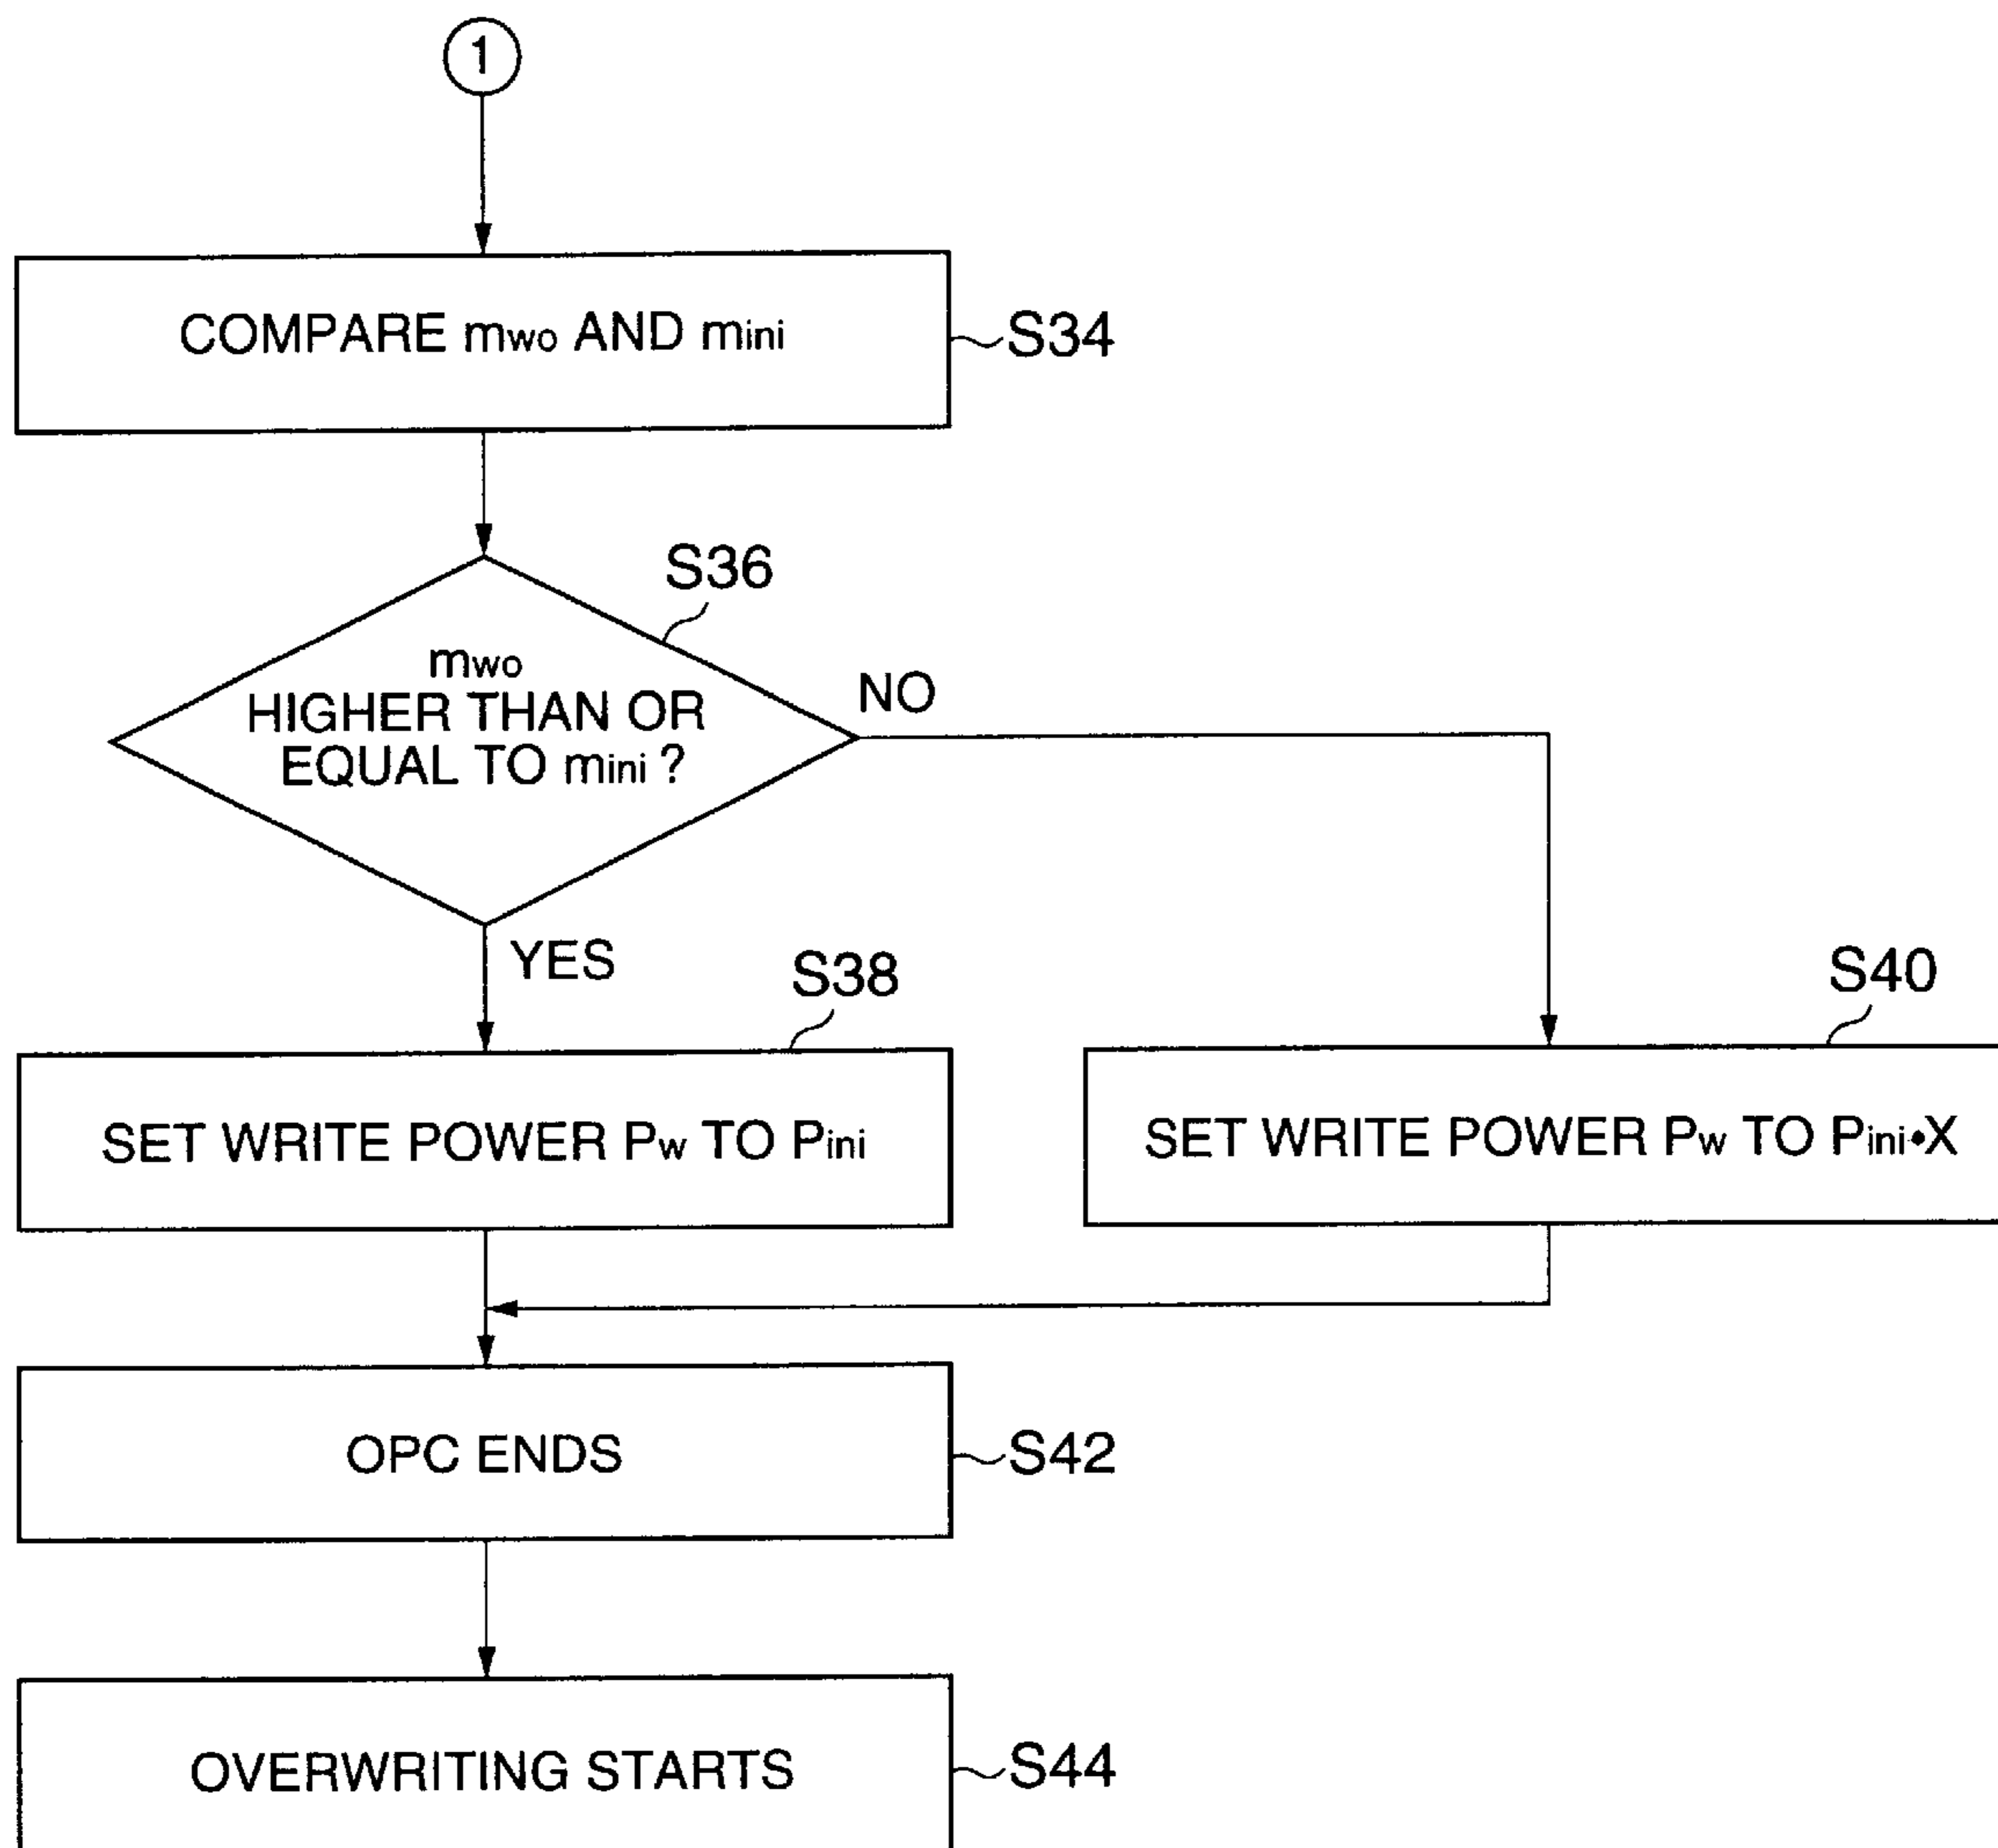 1
COMPARE mwo AND mini
S34
S36
mwo
HIGHER THAN OR
EQUAL TO mini ?
NO
YES
S38
S40
SET WRITE POWER Pw TO Pini
SET WRITE POWER Pw TO Pini•X
OPC ENDS
S42
OVERWRITING STARTS
S44